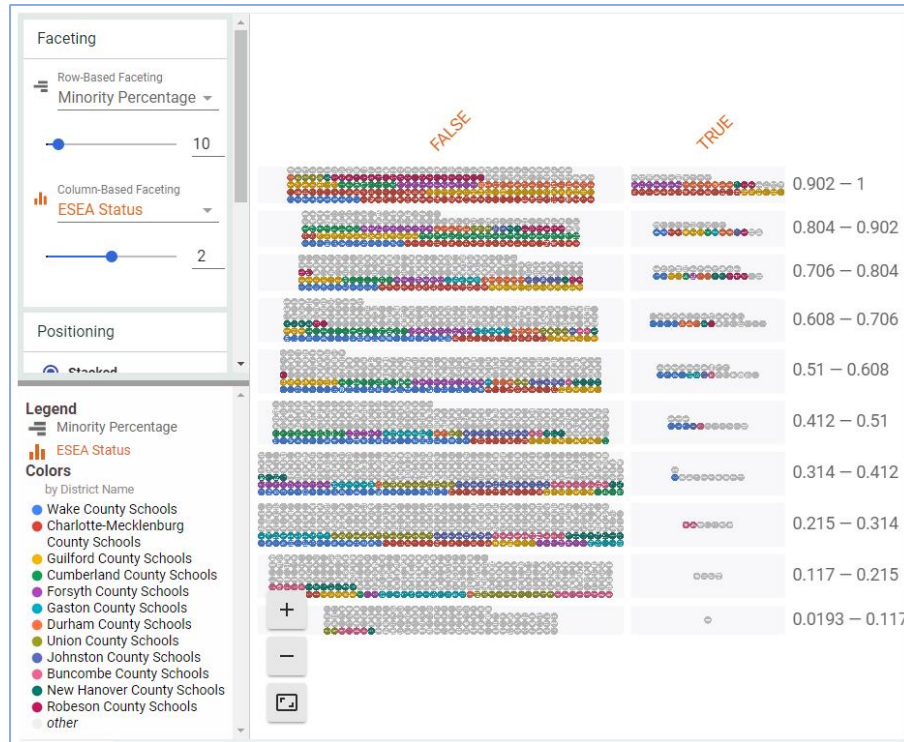 Faceting
Row-Based Faceting
Minority Percentage
10
Column-Based Faceting
ESEA Status
2
Positioning
Stacked
Legend
Minority Percentage
ESEA Status
Colors
by District Name
Wake County Schools
Charlotte-Mecklenburg
County Schools
Guilford County Schools
Cumberland County Schools
Forsyth County Schools
Gaston County Schools
Durham County Schools
Union County Schools
Johnston County Schools
Buncombe County Schools
New Hanover County Schools
Robeson County Schools
other
FALSE
TRUE
0.902 – 1
0.804 – 0.902
0.706 – 0.804
0.608 – 0.706
0.51 – 0.608
0.412 – 0.51
0.314 – 0.412
0.215 – 0.314
0.117 – 0.215
0.0193 – 0.117
+
−